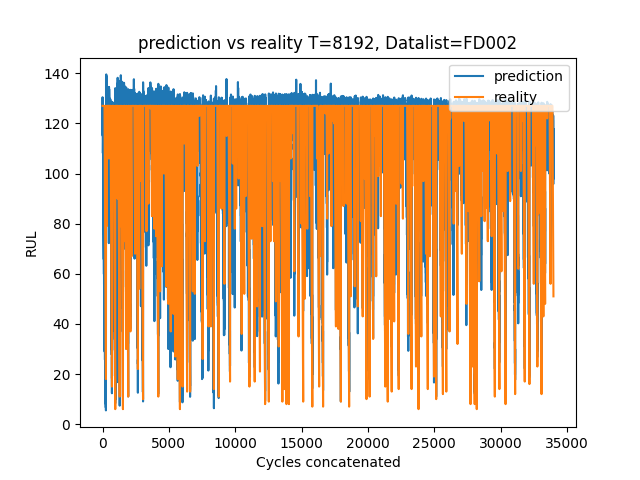 prediction vs reality T=8192, Datalist=FD002
prediction
reality
RUL
140
120
100
80
60
40
20
0
0 5000 10000 15000 20000 25000 30000 35000
Cycles concatenated